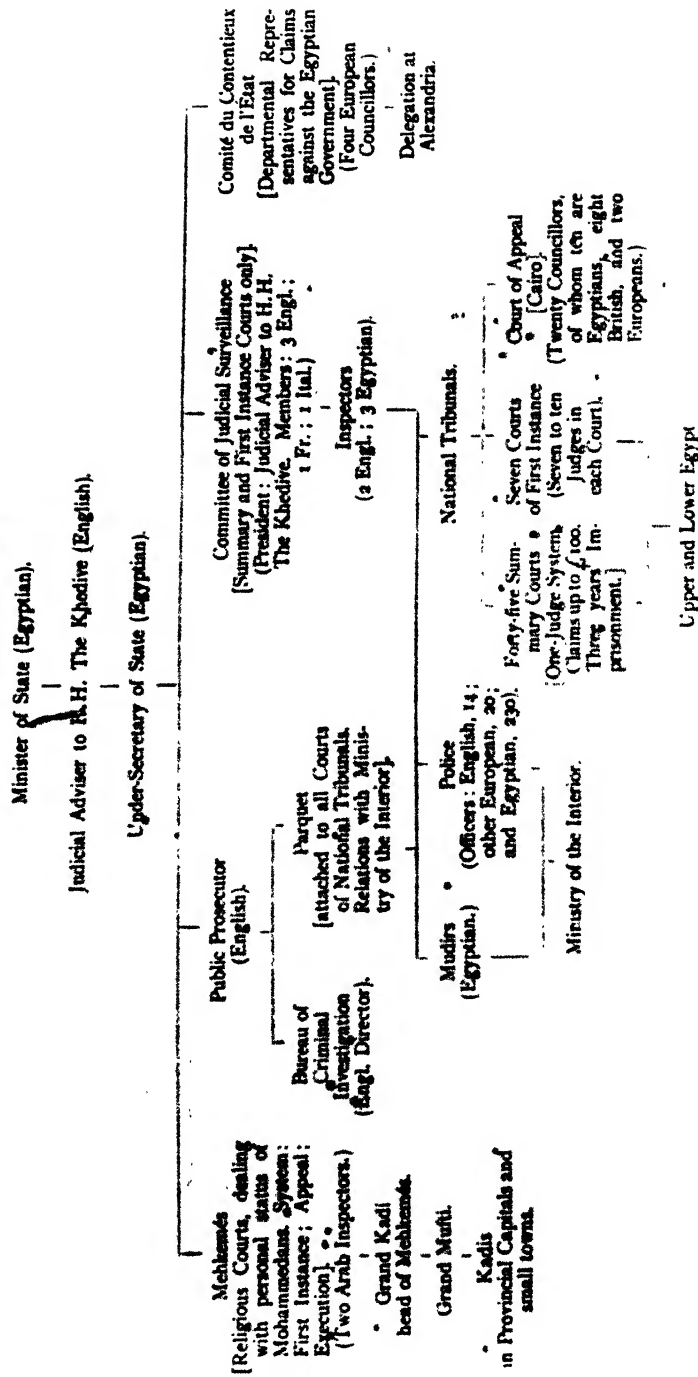 Minister of State (Egyptian).
Judicial Adviser to H.H. The Khedive (English).
Under-Secretary of State (Egyptian).
Mehkemés
[Religious Courts, dealing
with personal status of
Mohammedans. System:
First Instance; Appeal;
Execution].
(Two Arab Inspectors.)
Grand Kadi
head of Mehkemés.
Grand Mufti.
Kadis
in Provincial Capitals and
small towns.
Public Prosecutor
(English).
Bureau of
Criminal
Investigation
(Engl. Director).
Parquet
[attached to all Courts
of National Tribunals.
Relations with Minis-
try of the Interior].
Committee of Judicial Surveillance
[Summary and First Instance Courts only].
(President: Judicial Adviser to H.H.
The Khedive. Members: 3 Engl.;
1 Fr.; 1 Ital.)
Inspectors
(2 Engl.; 3 Egyptian).
Comité du Contentieux
de l'Etat
[Departmental Repre-
sentatives for Claims
against the Egyptian
Government].
(Four European
Councillors.)
Delegation at
Alexandria.
Mudirs
(Egyptian.)
Police
(Officers: English, 14;
other European, 20;
and Egyptian, 230).
Ministry of the Interior.
National Tribunals.
Forty-five Sum-
mary Courts
[One-Judge System,
Claims up to £100.
Three years Im-
prisonment.]
Seven Courts
of First Instance
(Seven to ten
Judges in
each Court).
Court of Appeal
[Cairo].
(Twenty Councillors,
of whom ten are
Egyptians, eight
British, and two
Europeans.)
Upper and Lower Egypt